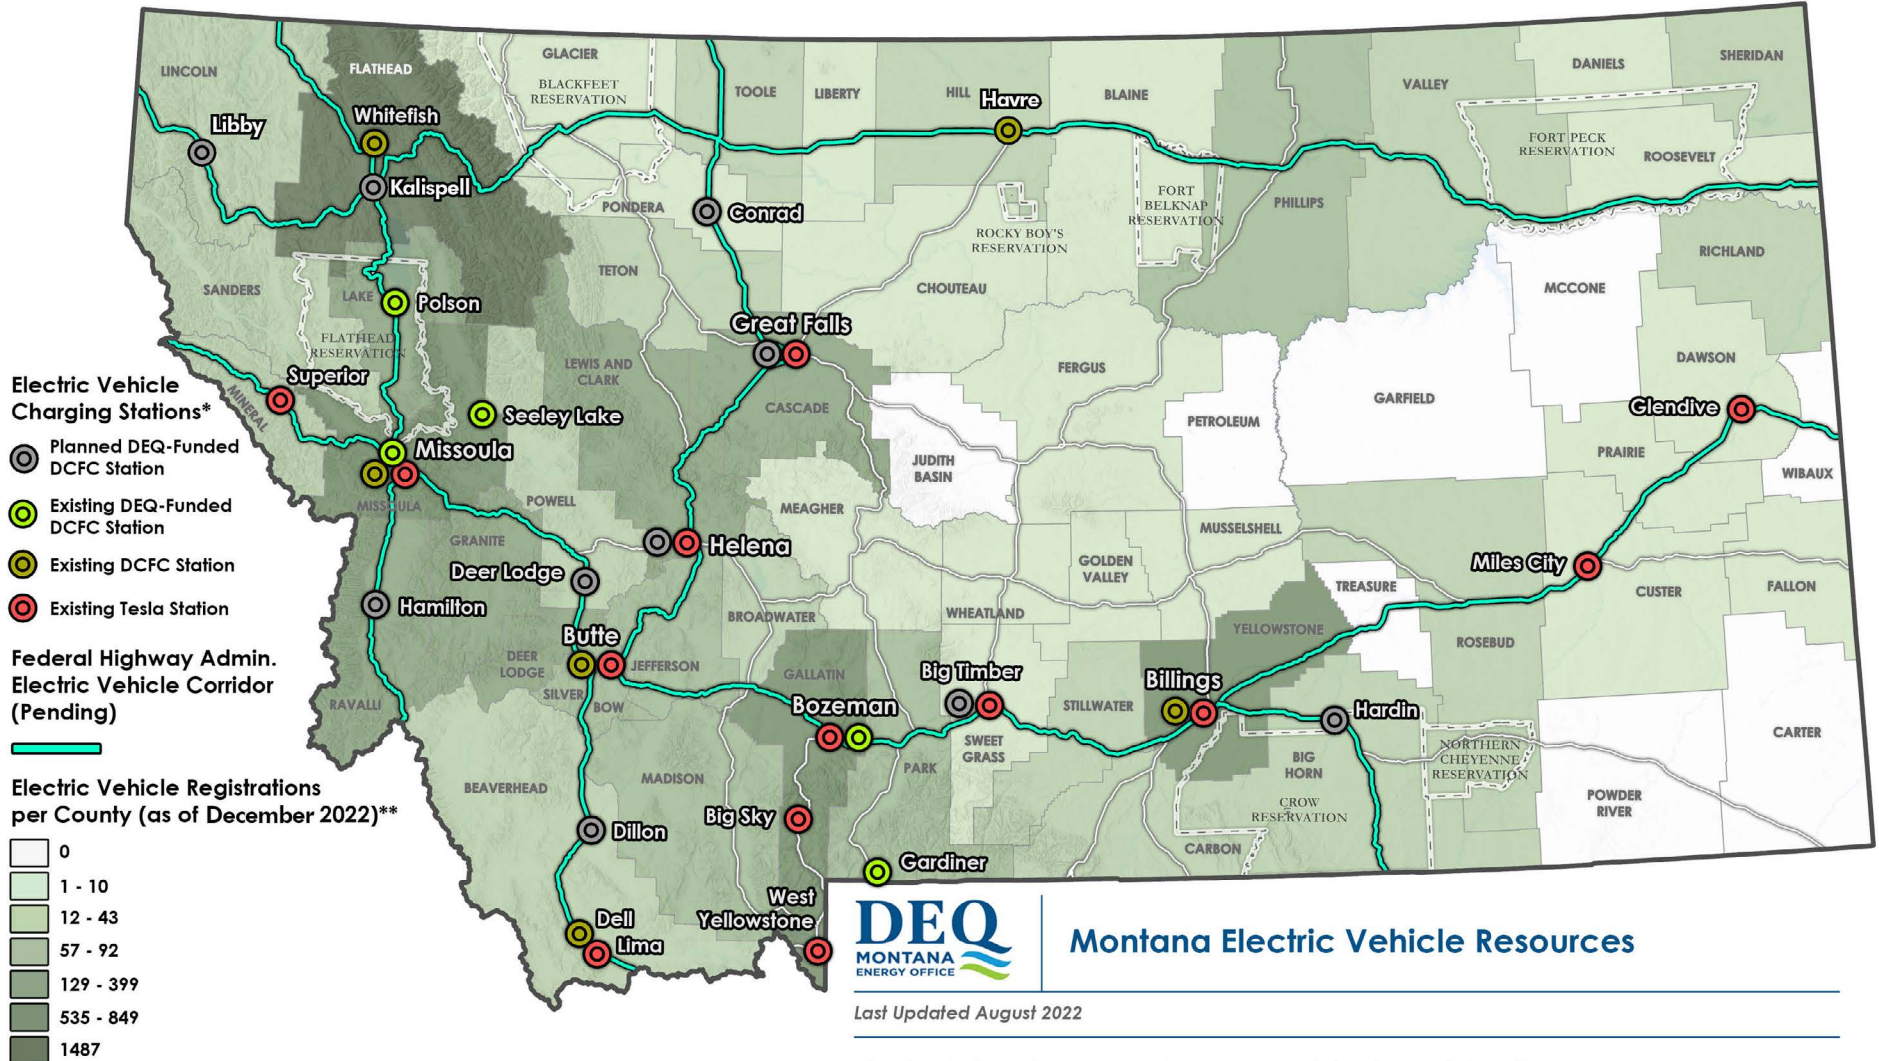 LINCOLN
FLATHEAD
GLACIER
BLACKFEET
RESERVATION
TOOLE
LIBERTY
HILL
Havre
BLAINE
VALLEY
DANIELS
SHERIDAN
Libby
Whitefish
Kalispell
PONDERA
Conrad
ROCKY BOY'S
RESERVATION
FORT
BELKNAP
RESERVATION
PHILLIPS
FORT PECK
RESERVATION
ROOSEVELT
SANDERS
LAKE
Polson
FLATHEAD
RESERVATION
TETON
CHOUTEAU
MCCONE
RICHLAND
Great Falls
LEWIS AND
CLARK
CASCADE
FERGUS
PETROLEUM
GARFIELD
DAWSON
Glendive
PRAIRIE
WIBAUX
Superior
MINERAL
Seeley Lake
Missoula
MISSOULA
POWELL
JUDITH
BASIN
MEAGHER
GRANITE
Helena
Deer Lodge
Hamilton
BROADWATER
WHEATLAND
GOLDEN
VALLEY
MUSSELSHELL
TREASURE
Miles City
CUSTER
FALLON
YELLOWSTONE
ROSEBUD
Butte
DEER
LODGE
SILVER
BOW
JEFFERSON
GALLATIN
Bozeman
Big Timber
SWEET
GRASS
STILLWATER
Billings
Hardin
BIG
HORN
NORTHERN
CHEYENNE
RESERVATION
CARTER
POWDER
RIVER
RAVALLI
BEAVERHEAD
MADISON
PARK
Big Sky
CROW
RESERVATION
CARBON
Dillon
Gardiner
West
Yellowstone
Dell
Lima
Electric Vehicle
Charging Stations*
Planned DEQ-Funded
DCFC Station
Existing DEQ-Funded
DCFC Station
Existing DCFC Station
Existing Tesla Station
Federal Highway Admin.
Electric Vehicle Corridor
(Pending)
Electric Vehicle Registrations
per County (as of December 2022)**
0
1 - 10
12 - 43
57 - 92
129 - 399
535 - 849
1487
DEQ
MONTANA
ENERGY OFFICE
Montana Electric Vehicle Resources
Last Updated August 2022